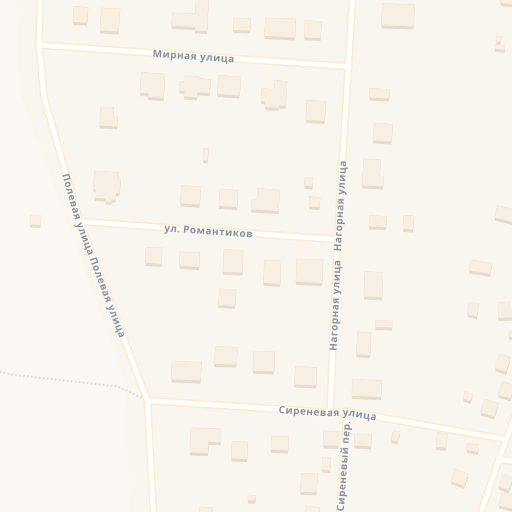 Мирная улица
Полевая улица Полевая улица
ул. Романтиков
Нагорная улица Нагорная улица
Сиреневая улица
Сиреневый пер.